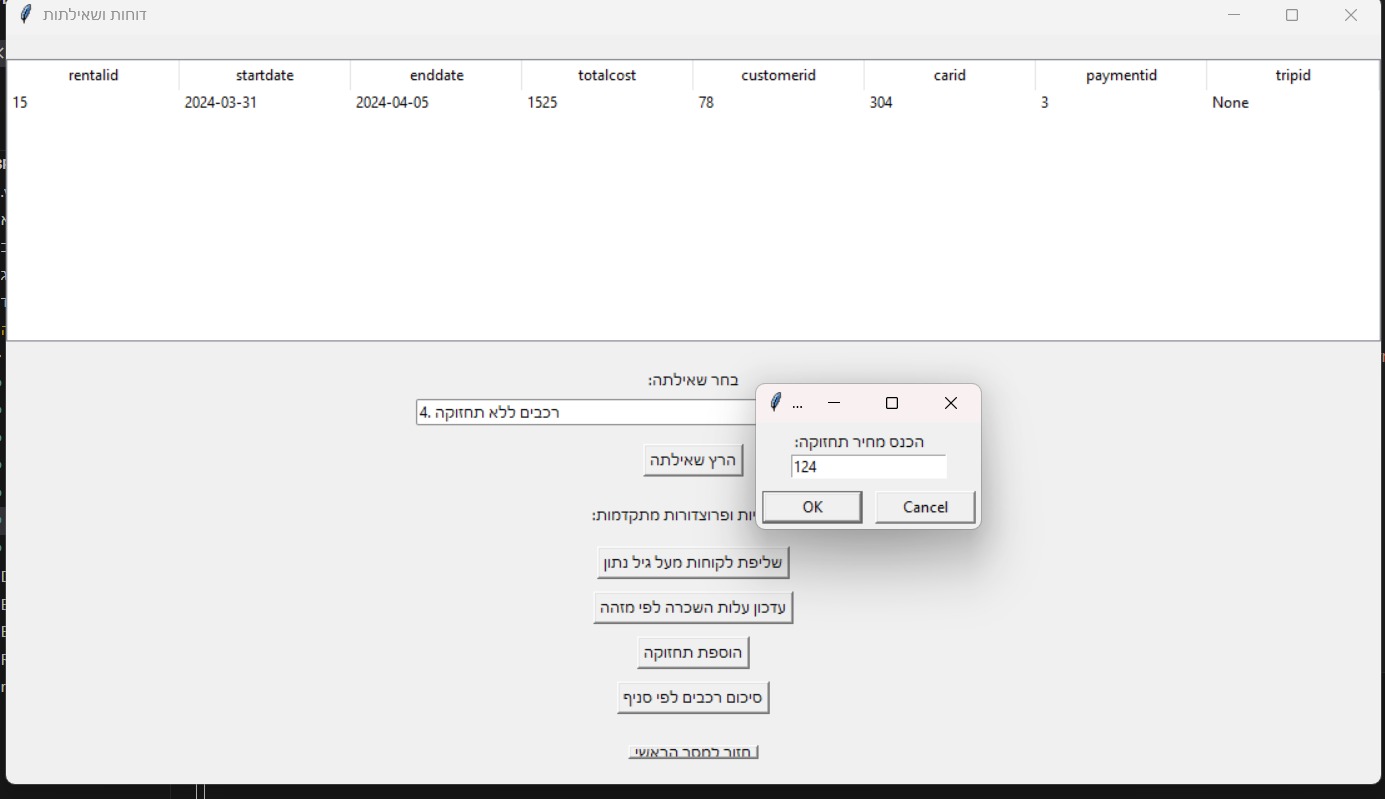 דוחות ושאילתות
rentalid startdate enddate totalcost customerid carid paymentid tripid
15 2024-03-31 2024-04-05 1525 78 304 3 None
בחר שאילתה:
4. רכבים ללא תחזוקה
הרץ שאילתה
...
הכנס מחיר תחזוקה:
124
OK Cancel
ופרוצדורות מתקדמות:
שליפת לקוחות מעל גיל נתון
עדכון עלות השכרה לפי מזהה
הוספת תחזוקה
סיכום רכבים לפי סניף
חזור למסך הראשי